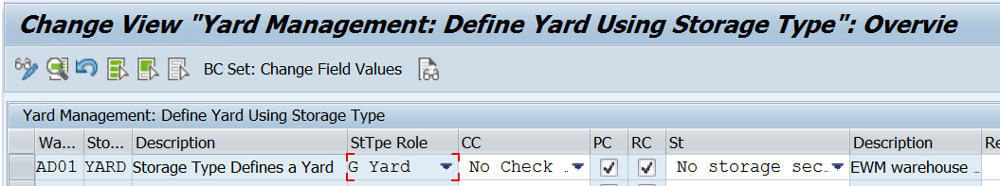 Change View "Yard Management: Define Yard Using Storage Type": Overvie
BC Set: Change Field Values
Yard Management: Define Yard Using Storage Type
Wa... Sto... Description StTpe Role CC PC RC St Description Re
AD01 YARD Storage Type Defines a Yard G Yard No Check .. No storage sec.. EWM warehouse ...